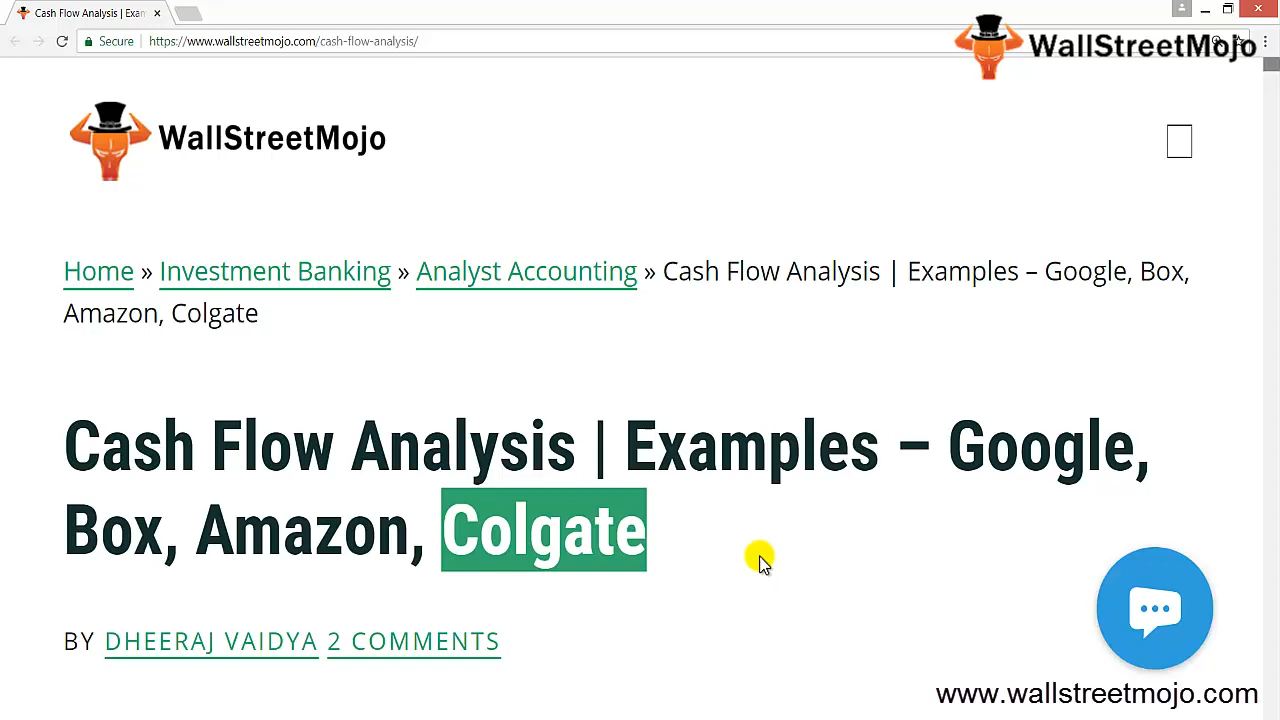 Cash Flow Analysis | Exam
Secure https://www.wallstreetmojo.com/cash-flow-analysis/
WallStreetMojo
WallStreetMojo
Home » Investment Banking » Analyst Accounting » Cash Flow Analysis | Examples – Google, Box,
Amazon, Colgate
Cash Flow Analysis | Examples – Google,
Box, Amazon, Colgate
BY DHEERAJ VAIDYA 2 COMMENTS
www.wallstreetmojo.com